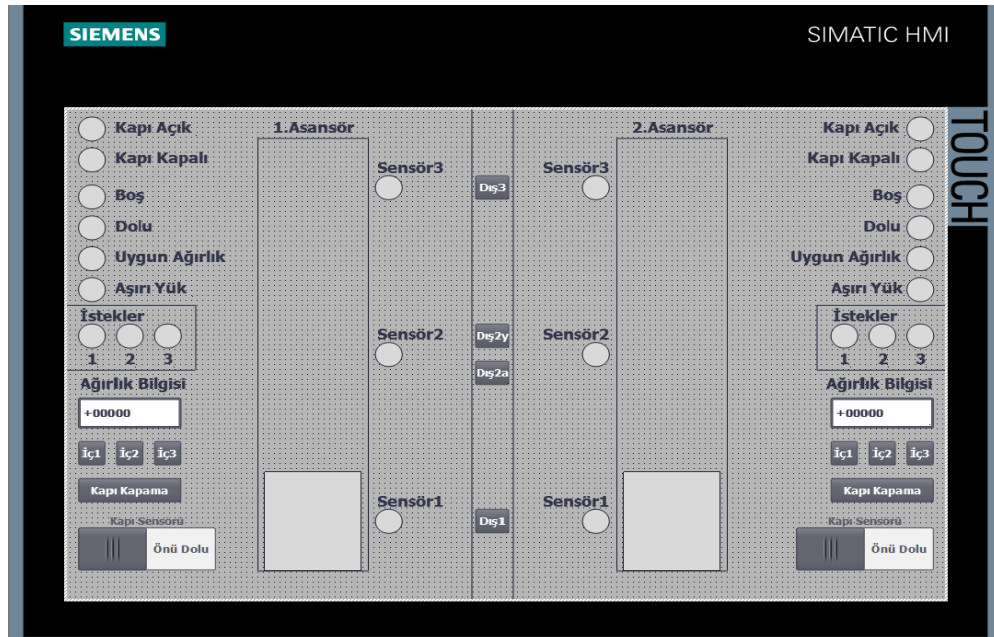 SIEMENS
SIMATIC HMI
TOUCH
Kapı Açık
Kapı Kapalı
Boş
Dolu
Uygun Ağırlık
Aşırı Yük
İstekler
1 2 3
Ağırlık Bilgisi
+00000
İç1 İç2 İç3
Kapı Kapama
Kapı Sensörü
Önü Dolu
1.Asansör
Sensör3
Sensör2
Sensör1
Dış3
Dış2y
Dış2a
Dış1
2.Asansör
Sensör3
Sensör2
Sensör1
Kapı Açık
Kapı Kapalı
Boş
Dolu
Uygun Ağırlık
Aşırı Yük
İstekler
1 2 3
Ağırlık Bilgisi
+00000
İç1 İç2 İç3
Kapı Kapama
Kapı Sensörü
Önü Dolu